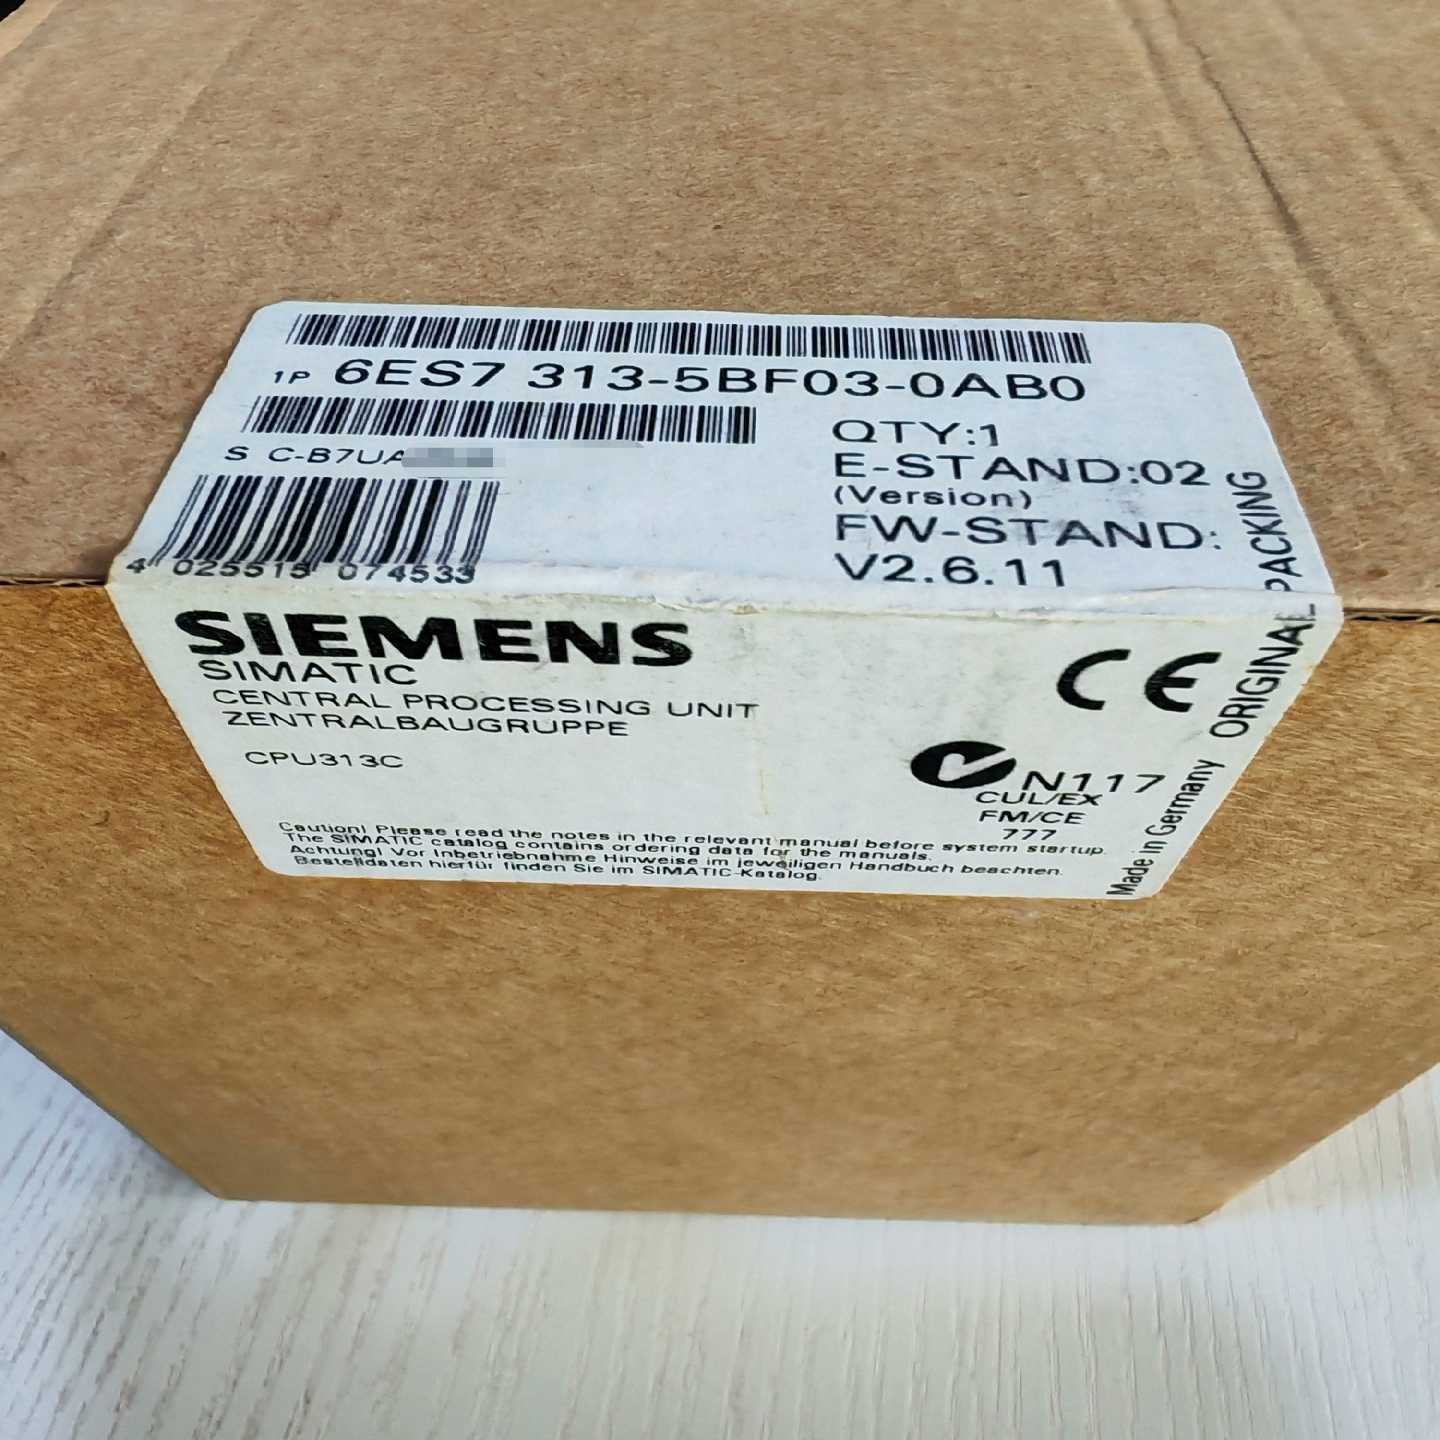 1P 6ES7 313-5BF03-0AB0
S C-B7UA
QTY:1
E-STAND:02
(Version)
FW-STAND:
V2.6.11
4 025515 074533
SIEMENS
SIMATIC
CENTRAL PROCESSING UNIT
ZENTRALBAUGRUPPE
CPU313C
CE
N117
CUL/EX
FM/CE
777
Caution! Please read the notes in the relevant manual before system startup.
The SIMATIC catalog contains ordering data for the manuals.
Achtung! Vor Inbetriebnahme Hinweise im jeweiligen Handbuch beachten.
Bestelldaten hierfür finden Sie im SIMATIC-Katalog.
Made in Germany ORIGINAL PACKING